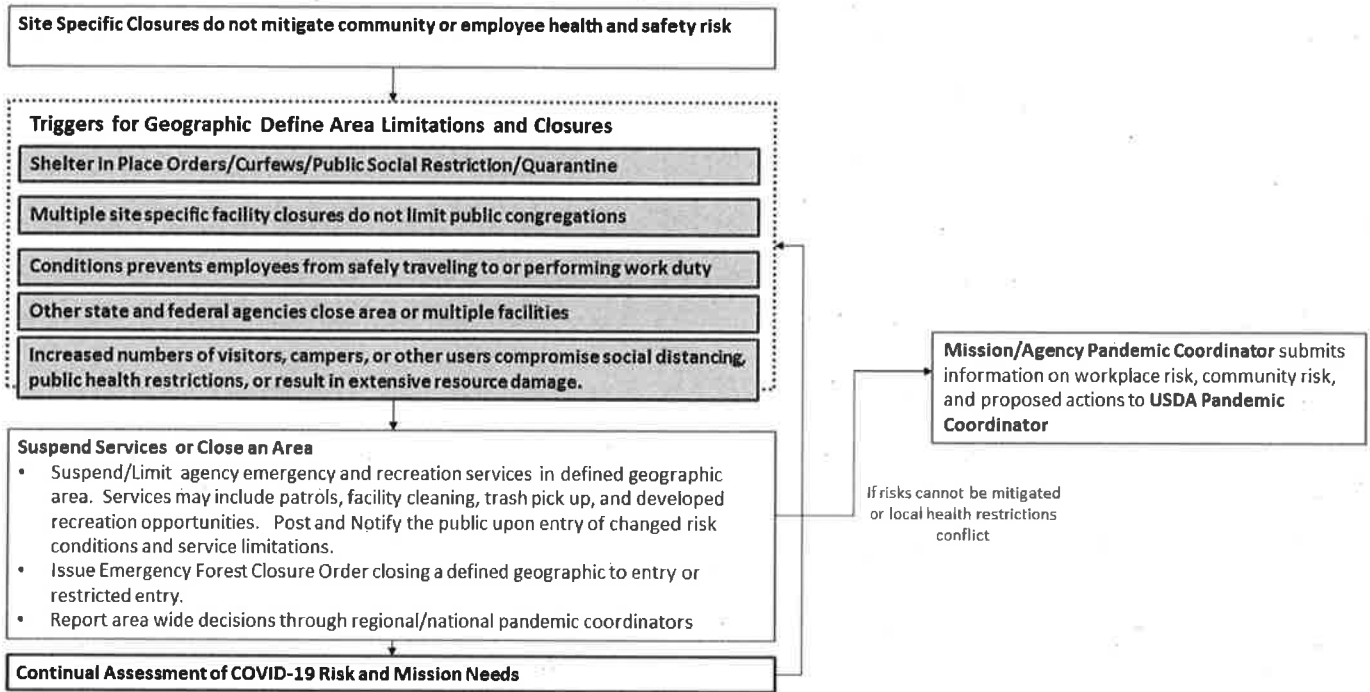 Site Specific Closures do not mitigate community or employee health and safety risk
Triggers for Geographic Define Area Limitations and Closures
Shelter in Place Orders/Curfews/Public Social Restriction/Quarantine
Multiple site specific facility closures do not limit public congregations
Conditions prevents employees from safely traveling to or performing work duty
Other state and federal agencies close area or multiple facilities
Increased numbers of visitors, campers, or other users compromise social distancing,
public health restrictions, or result in extensive resource damage.
Suspend Services or Close an Area
• Suspend/Limit agency emergency and recreation services in defined geographic
area. Services may include patrols, facility cleaning, trash pick up, and developed
recreation opportunities. Post and Notify the public upon entry of changed risk
conditions and service limitations.
• Issue Emergency Forest Closure Order closing a defined geographic to entry or
restricted entry.
• Report area wide decisions through regional/national pandemic coordinators
Continual Assessment of COVID-19 Risk and Mission Needs
Mission/Agency Pandemic Coordinator submits
information on workplace risk, community risk,
and proposed actions to USDA Pandemic
Coordinator
If risks cannot be mitigated
or local health restrictions
conflict